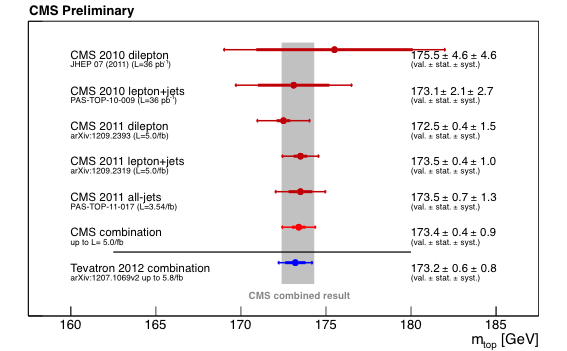 CMS Preliminary
CMS 2010 dilepton 175.5 ± 4.6 ± 4.6
JHEP 07 (2011) (L=36 pb⁻¹) (val. ± stat. ± syst.)
CMS 2010 lepton+jets 173.1± 2.1 ± 2.7
PAS-TOP-10-009 (L=36 pb⁻¹) (val. ± stat. ± syst.)
CMS 2011 dilepton 172.5 ± 0.4 ± 1.5
arXiv:1209.2393 (L=5.0/fb) (val. ± stat. ± syst.)
CMS 2011 lepton+jets 173.5 ± 0.4 ± 1.0
arXiv:1209.2319 (L=5.0/fb) (val. ± stat. ± syst.)
CMS 2011 all-jets 173.5 ± 0.7 ± 1.3
PAS-TOP-11-017 (L=3.54/fb) (val. ± stat. ± syst.)
CMS combination 173.4 ± 0.4 ± 0.9
up to L= 5.0/fb (val. ± stat. ± syst.)
Tevatron 2012 combination 173.2 ± 0.6 ± 0.8
arXiv:1207.1069v2 up to 5.8/fb (val. ± stat. ± syst.)
CMS combined result
160 165 170 175 180 185
m_top [GeV]